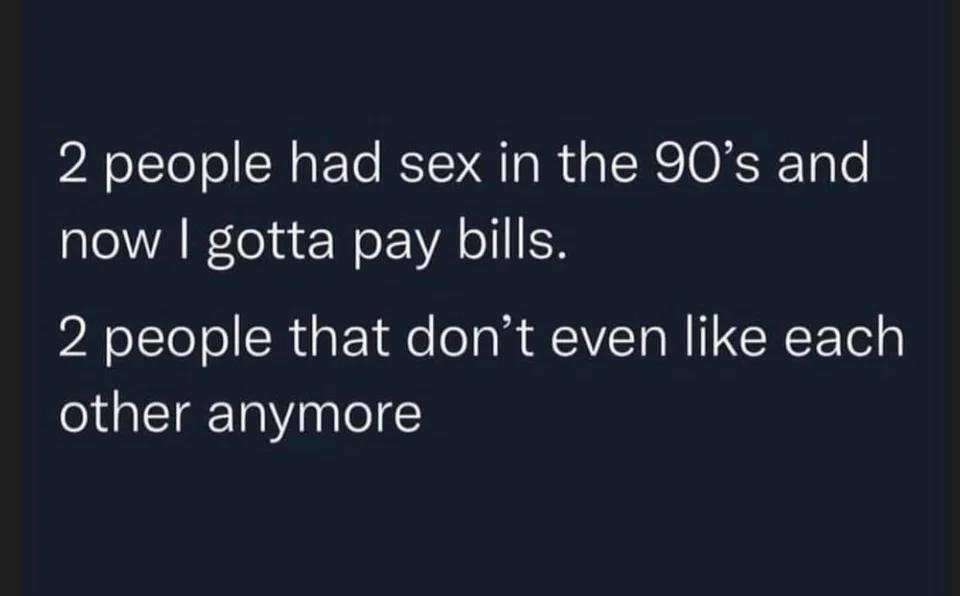 2 people had sex in the 90’s and
now I gotta pay bills.
2 people that don’t even like each
other anymore